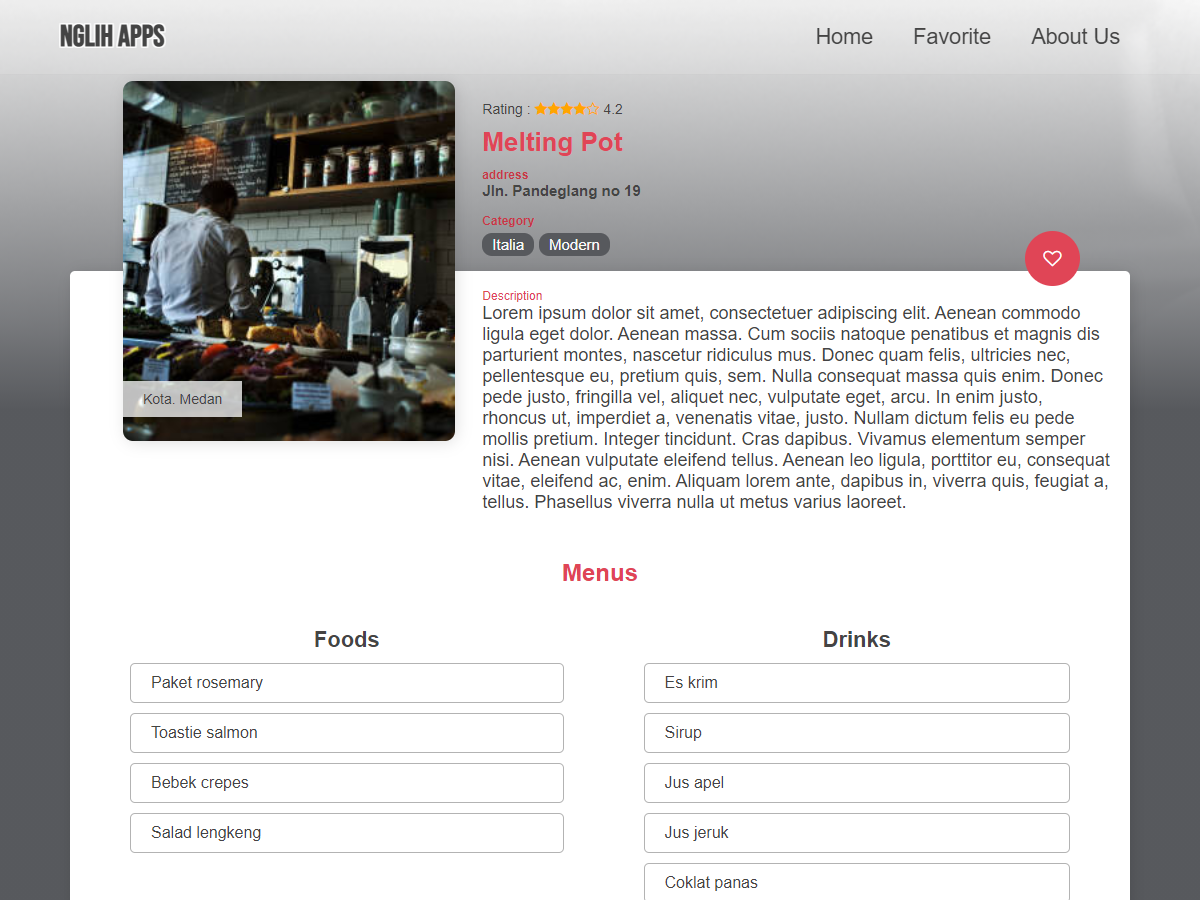 NGLIH APPS
Home
Favorite
About Us
Rating : 4.2
Melting Pot
address
Jln. Pandeglang no 19
Category
Italia
Modern
Kota. Medan
Description
Lorem ipsum dolor sit amet, consectetuer adipiscing elit. Aenean commodo
ligula eget dolor. Aenean massa. Cum sociis natoque penatibus et magnis dis
parturient montes, nascetur ridiculus mus. Donec quam felis, ultricies nec,
pellentesque eu, pretium quis, sem. Nulla consequat massa quis enim. Donec
pede justo, fringilla vel, aliquet nec, vulputate eget, arcu. In enim justo,
rhoncus ut, imperdiet a, venenatis vitae, justo. Nullam dictum felis eu pede
mollis pretium. Integer tincidunt. Cras dapibus. Vivamus elementum semper
nisi. Aenean vulputate eleifend tellus. Aenean leo ligula, porttitor eu, consequat
vitae, eleifend ac, enim. Aliquam lorem ante, dapibus in, viverra quis, feugiat a,
tellus. Phasellus viverra nulla ut metus varius laoreet.
Menus
Foods
Paket rosemary
Toastie salmon
Bebek crepes
Salad lengkeng
Drinks
Es krim
Sirup
Jus apel
Jus jeruk
Coklat panas